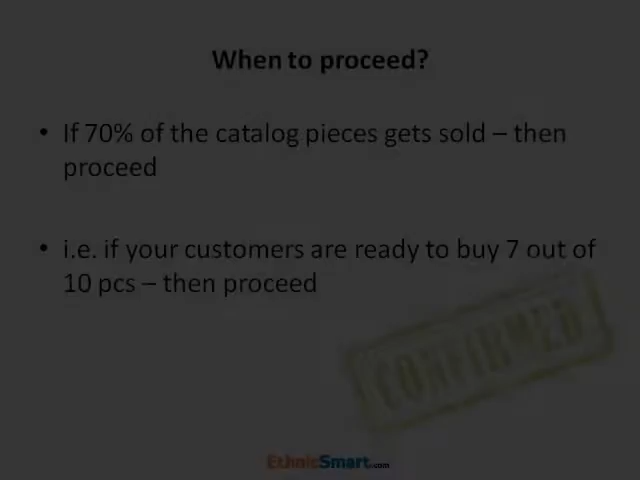 When to proceed?
• If 70% of the catalog pieces gets sold – then
proceed
• i.e. if your customers are ready to buy 7 out of
10 pcs – then proceed
CONFIRMED
EthnicSmart.com